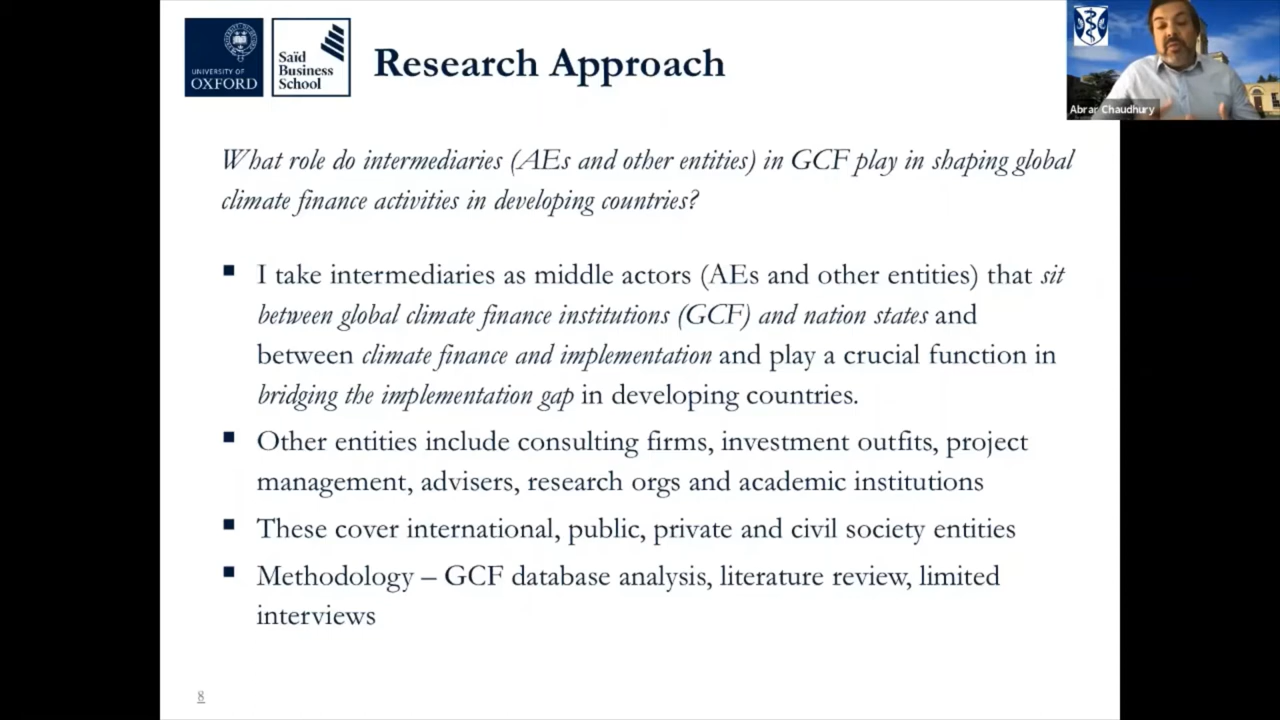 UNIVERSITY OF
OXFORD
Saïd
Business
School
Research Approach
Abrar Chaudhury
What role do intermediaries (AEs and other entities) in GCF play in shaping global
climate finance activities in developing countries?
▪ I take intermediaries as middle actors (AEs and other entities) that sit
between global climate finance institutions (GCF) and nation states and
between climate finance and implementation and play a crucial function in
bridging the implementation gap in developing countries.
▪ Other entities include consulting firms, investment outfits, project
management, advisers, research orgs and academic institutions
▪ These cover international, public, private and civil society entities
▪ Methodology – GCF database analysis, literature review, limited
interviews
8